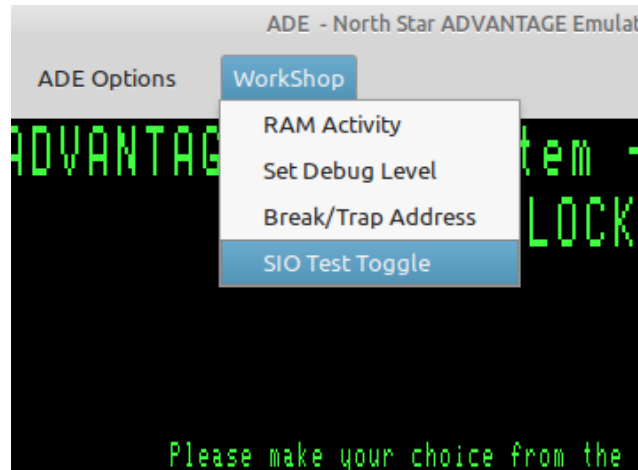 ADE - North Star ADVANTAGE Emulat
ADE Options WorkShop
RAM Activity
ADVANTAG tem -
Set Debug Level
Break/Trap Address
LOCK
SIO Test Toggle
Please make your choice from the